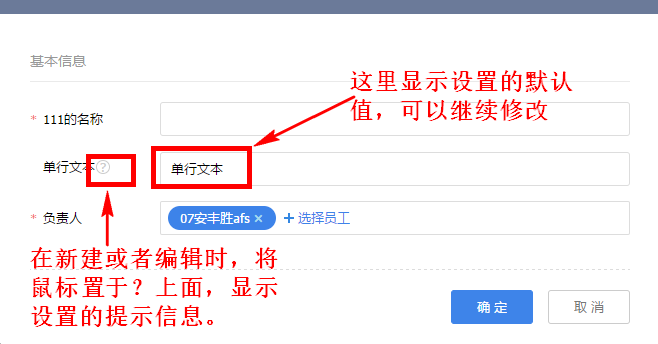 基本信息
这里显示设置的默认
值，可以继续修改
* 111的名称
单行文本 ? 单行文本
* 负责人 07安丰胜afs × + 选择员工
在新建或者编辑时，将
鼠标置于？上面，显示
设置的提示信息。
确 定 取 消